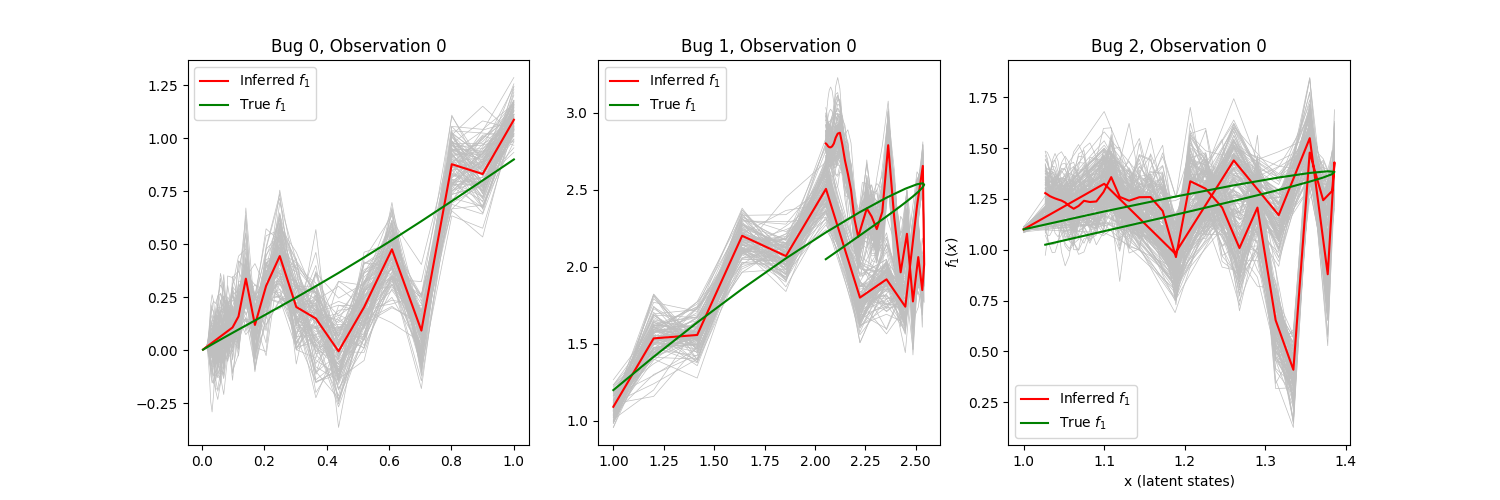 Bug 0, Observation 0
Inferred f₁
True f₁
1.25
1.00
0.75
0.50
0.25
0.00
−0.25
0.0 0.2 0.4 0.6 0.8 1.0
Bug 1, Observation 0
Inferred f₁
True f₁
3.0
2.5
2.0
1.5
1.0
1.00 1.25 1.50 1.75 2.00 2.25 2.50
Bug 2, Observation 0
f₁(x)
1.75
1.50
1.25
1.00
0.75
0.50
0.25
Inferred f₁
True f₁
1.0 1.1 1.2 1.3 1.4
x (latent states)